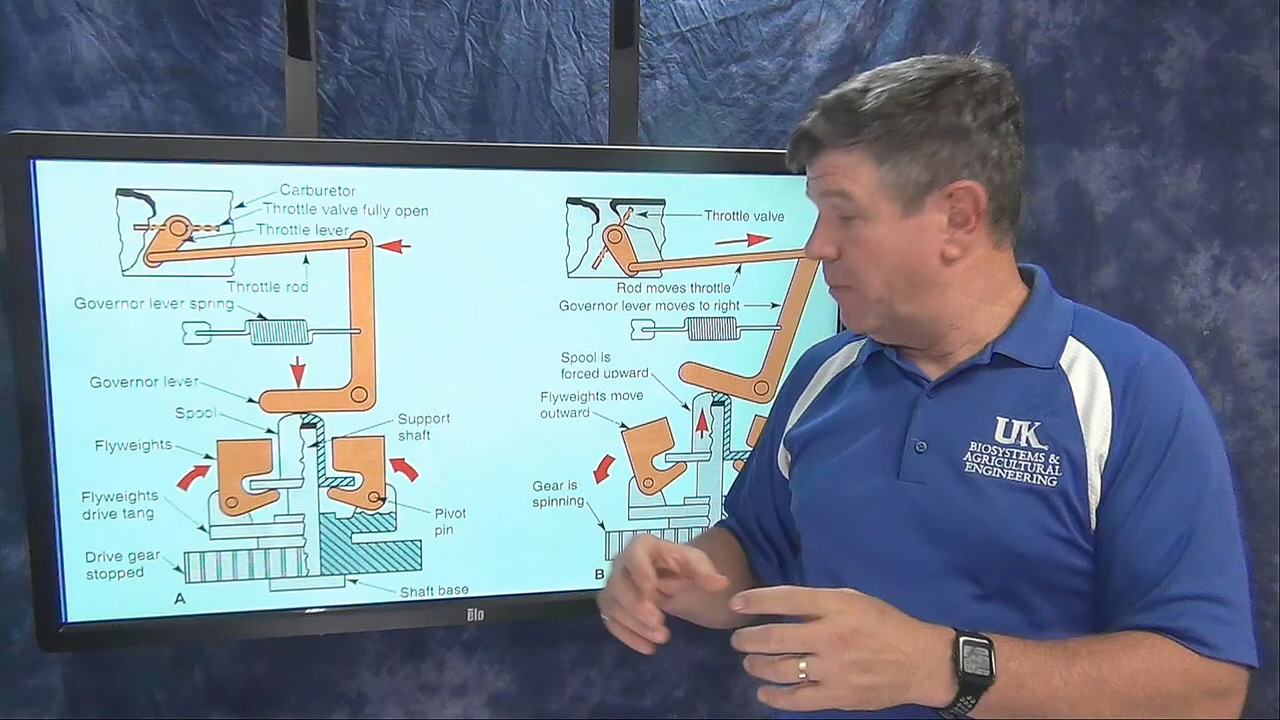 Carburetor
Throttle valve fully open
Throttle lever
Throttle rod
Governor lever spring
Governor lever
Spool
Support
shaft
Flyweights
Flyweights
drive tang
Pivot
pin
Drive gear
stopped
Shaft base
A
Throttle valve
Rod moves throttle
Governor lever moves to right
Spool is
forced upward
Flyweights move
outward
Gear is
spinning
B
elo
UK
BIOSYSTEMS &
AGRICULTURAL
ENGINEERING